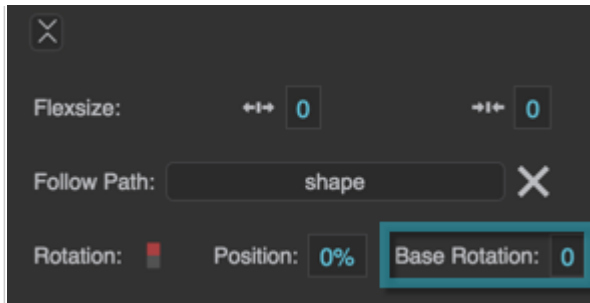 Flexsize: 0 0
Follow Path: shape
Rotation: Position: 0% Base Rotation: 0